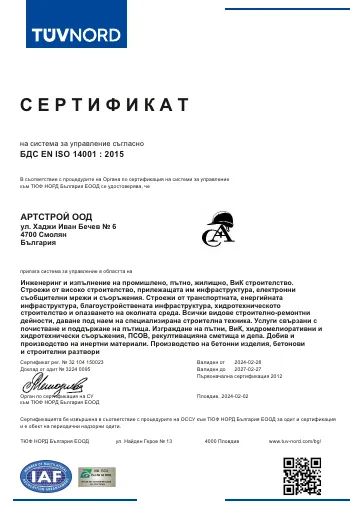 TÜVNORD
СЕРТИФИКАТ
на система за управление съгласно
БДС EN ISO 14001 : 2015
В съответствие с процедурите на Органа по сертификация на системи за управление
към ТЮФ НОРД България ЕООД се удостоверява, че
АРТСТРОЙ ООД
ул. Хаджи Иван Бечев № 6
4700 Смолян
България
прилага система за управление в областта на
Инженеринг и изпълнение на промишлено, пътно, жилищно, ВиК строителство.
Строежи от високо строителство, прилежащата им инфраструктура, електронни
съобщителни мрежи и съоръжения. Строежи от транспортната, енергийната
инфраструктура, благоустройствената инфраструктура, хидротехническото
строителство и опазването на околната среда. Всички видове строително-ремонтни
дейности, даване под наем на специализирана строителна техника. Услуги свързани с
почистване и поддържане на пътища. Изграждане на пътни, ВиК, хидромелиоративни и
хидротехнически съоръжения, ПСОВ, рекултивациянa сметища и депа. Добив и
производство на инертни материали. Производство на бетонни изделия, бетонови
и строителни разтвори
Сертификат рег. № 32 104 150023
Валиден от 2024-02-28
Доклад от одит № 3224 0095
Валиден до 2027-02-27
Първоначална сертификация 2012
Орган по сертификация на СУ
към ТЮФ НОРД България ЕООД
Пловдив, 2024-02-02
Сертификацията бе извършена в съответствие с процедурите на ОССУ към ТЮФ НОРД България ЕООД за одит и сертификация
и е обект на периодични надзорни одити.
ТЮФ НОРД България ЕООД ул. Найден Геров № 13 4000 Пловдив www.tuv-nord.com/bg/
IAF